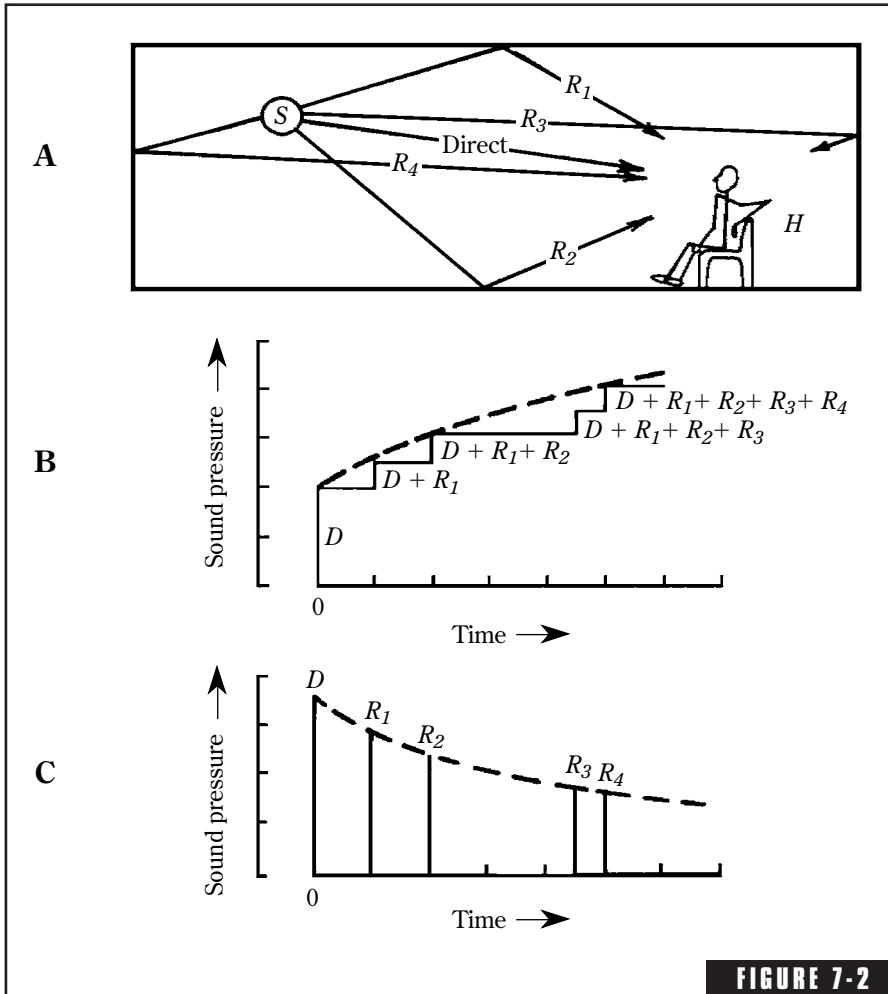 A
S
R1
R3
Direct
R4
R2
H
B
Sound pressure
D + R1 + R2 + R3 + R4
D + R1 + R2 + R3
D + R1 + R2
D + R1
D
0
Time
C
Sound pressure
D
R1
R2
R3 R4
0
Time
FIGURE 7-2